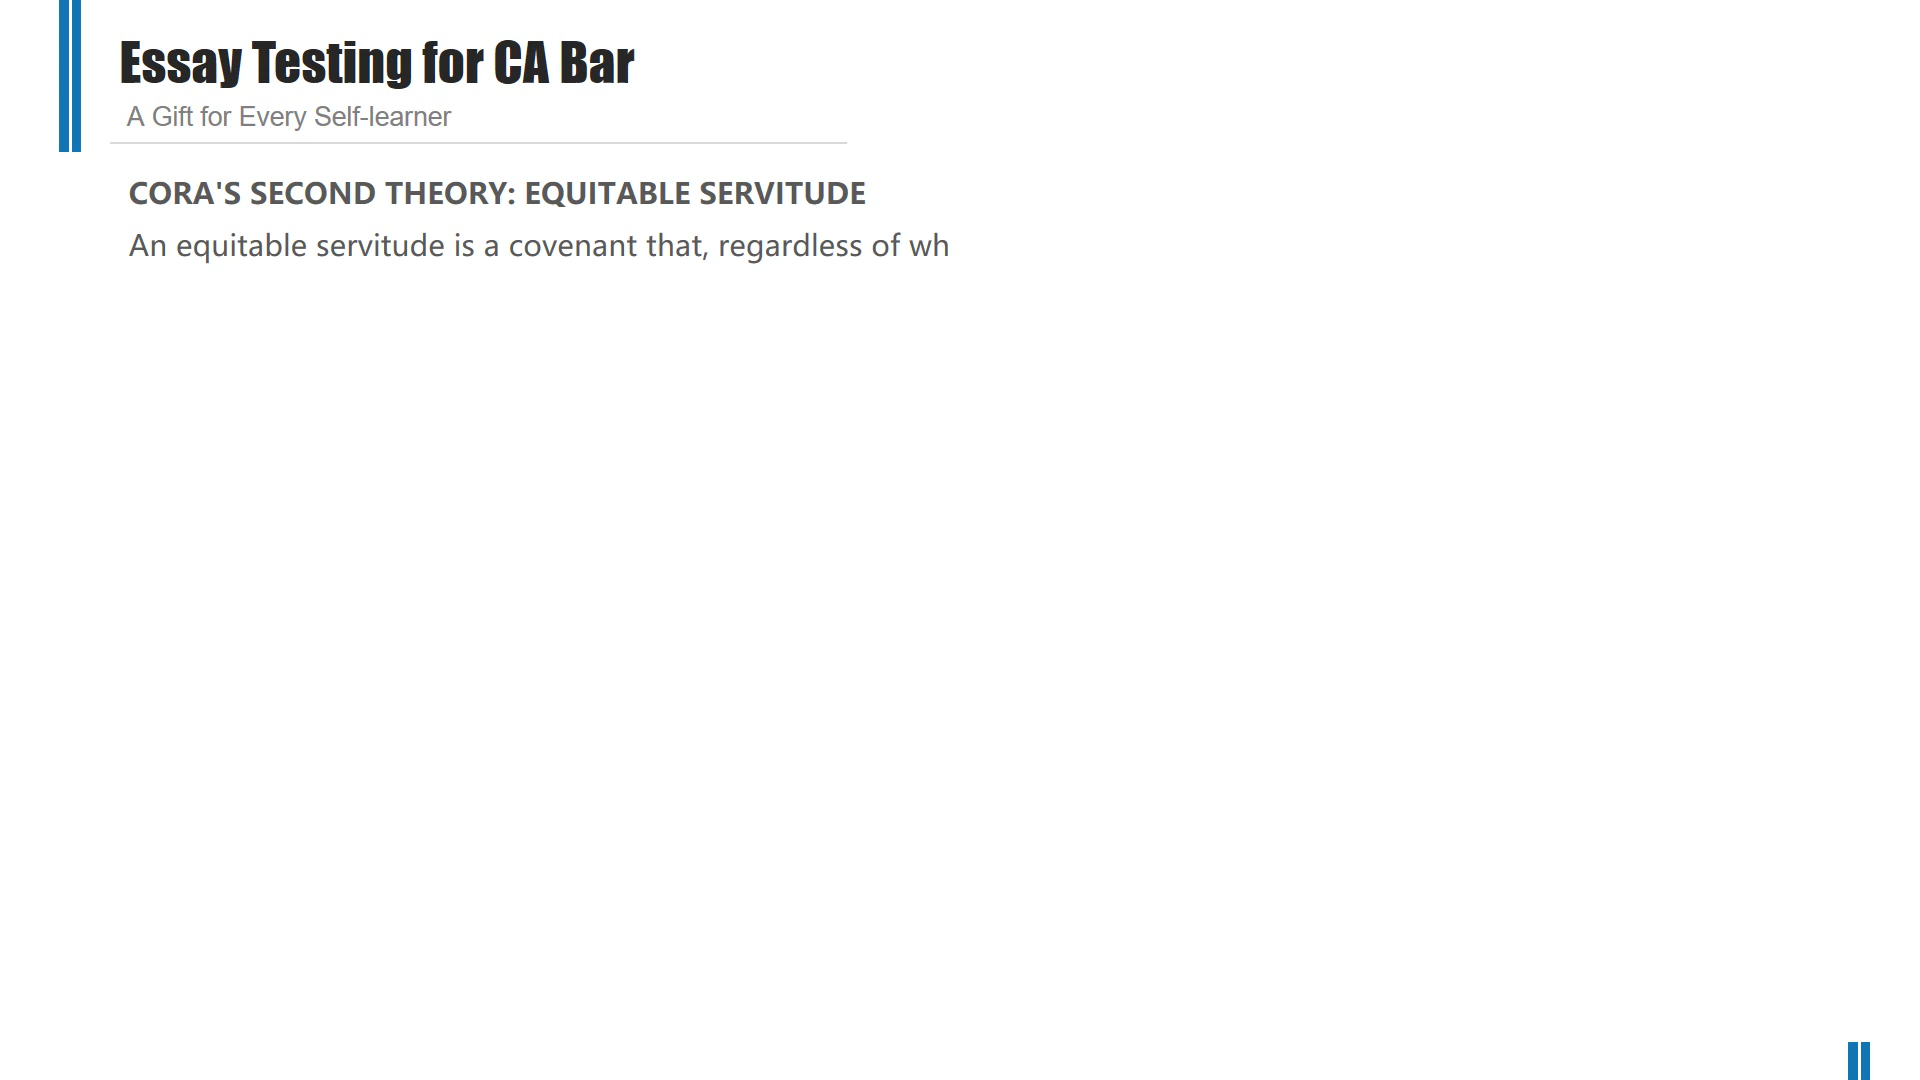 Essay Testing for CA Bar
A Gift for Every Self-learner
CORA'S SECOND THEORY: EQUITABLE SERVITUDE
An equitable servitude is a covenant that, regardless of wh